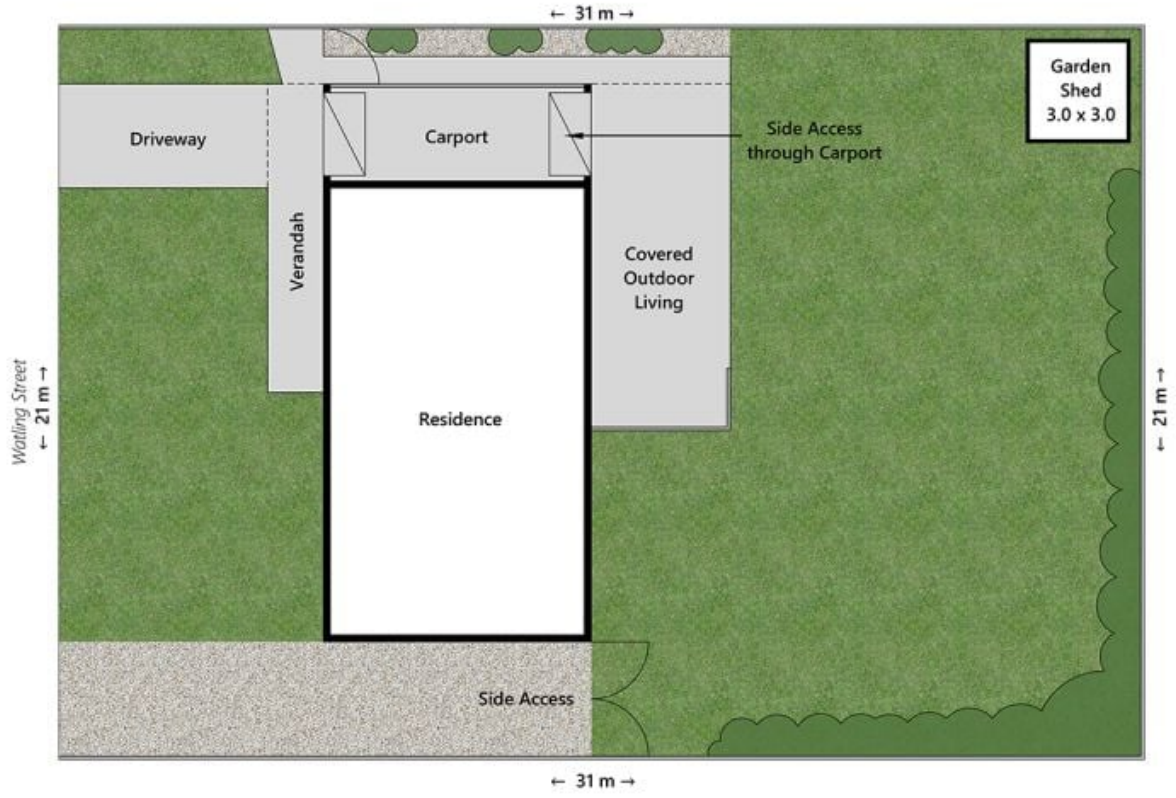 ← 31 m →
Garden
Shed
3.0 x 3.0
Driveway
Carport
Side Access
through Carport
Verandah
Covered
Outdoor
Living
Watling Street
← 21 m →
← 21 m →
Residence
Side Access
← 31 m →